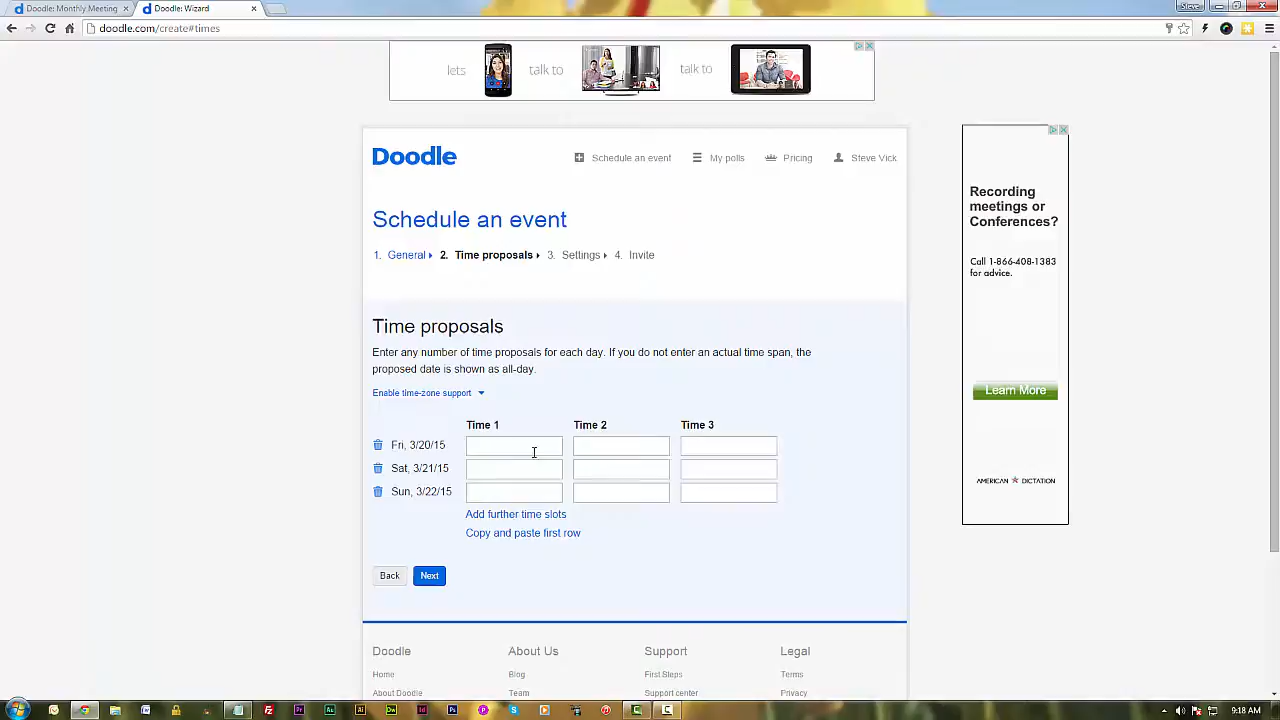 Doodle: Monthly Meeting
Doodle: Wizard
Steve
doodle.com/create#times
lets
talk to
talk to
Doodle
Schedule an event
My polls
Pricing
Steve Vick
Schedule an event
1. General 2. Time proposals 3. Settings 4. Invite
Recording
meetings or
Conferences?
Call 1-866-408-1383
for advice.
Learn More
AMERICAN DICTATION
Time proposals
Enter any number of time proposals for each day. If you do not enter an actual time span, the
proposed date is shown as all-day.
Enable time-zone support
Time 1 Time 2 Time 3
Fri, 3/20/15
Sat, 3/21/15
Sun, 3/22/15
Add further time slots
Copy and paste first row
Back Next
Doodle About Us Support Legal
Home Blog First Steps Terms
About Doodle Team Support center Privacy
9:18 AM